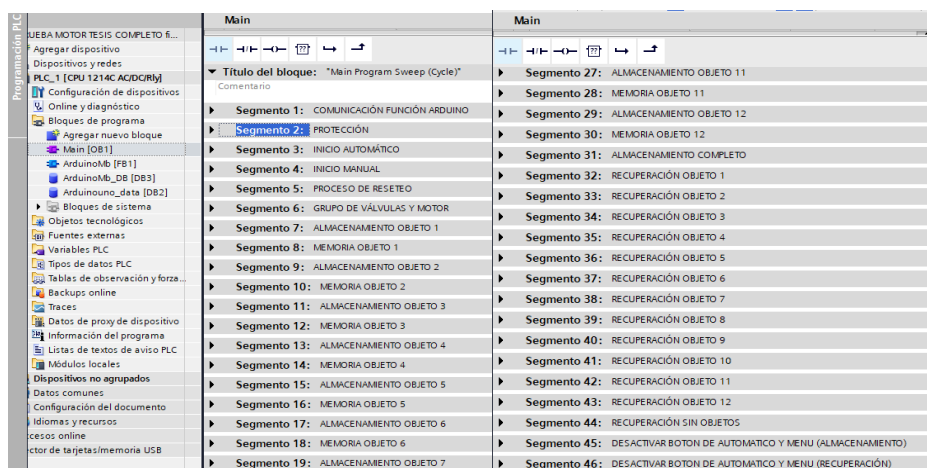 Programación PLC
UEBA MOTOR TESIS COMPLETO fi...
Agregar dispositivo
Dispositivos y redes
PLC_1 [CPU 1214C AC/DC/Rly]
Configuración de dispositivos
Online y diagnóstico
Bloques de programa
Agregar nuevo bloque
Main [OB1]
ArduinoMb [FB1]
ArduinoMb_DB [DB3]
Arduinouno_data [DB2]
Bloques de sistema
Objetos tecnológicos
Fuentes externas
Variables PLC
Tipos de datos PLC
Tablas de observación y forza...
Backups online
Traces
Datos de proxy de dispositivo
Información del programa
Listas de textos de aviso PLC
Módulos locales
Dispositivos no agrupados
Datos comunes
Configuración del documento
Idiomas y recursos
cesos online
ctor de tarjetas/memoria USB
Main
??
Título del bloque: "Main Program Sweep (Cycle)"
Comentario
Segmento 1: COMUNICACIÓN FUNCIÓN ARDUINO
Segmento 2: PROTECCIÓN
Segmento 3: INICIO AUTOMÁTICO
Segmento 4: INICIO MANUAL
Segmento 5: PROCESO DE RESETEO
Segmento 6: GRUPO DE VÁLVULAS Y MOTOR
Segmento 7: ALMACENAMIENTO OBJETO 1
Segmento 8: MEMORIA OBJETO 1
Segmento 9: ALMACENAMIENTO OBJETO 2
Segmento 10: MEMORIA OBJETO 2
Segmento 11: ALMACENAMIENTO OBJETO 3
Segmento 12: MEMORIA OBJETO 3
Segmento 13: ALMACENAMIENTO OBJETO 4
Segmento 14: MEMORIA OBJETO 4
Segmento 15: ALMACENAMIENTO OBJETO 5
Segmento 16: MEMORIA OBJETO 5
Segmento 17: ALMACENAMIENTO OBJETO 6
Segmento 18: MEMORIA OBJETO 6
Segmento 19: ALMACENAMIENTO OBJETO 7
Main
??
Segmento 27: ALMACENAMIENTO OBJETO 11
Segmento 28: MEMORIA OBJETO 11
Segmento 29: ALMACENAMIENTO OBJETO 12
Segmento 30: MEMORIA OBJETO 12
Segmento 31: ALMACENAMIENTO COMPLETO
Segmento 32: RECUPERACIÓN OBJETO 1
Segmento 33: RECUPERACIÓN OBJETO 2
Segmento 34: RECUPERACIÓN OBJETO 3
Segmento 35: RECUPERACIÓN OBJETO 4
Segmento 36: RECUPERACIÓN OBJETO 5
Segmento 37: RECUPERACIÓN OBJETO 6
Segmento 38: RECUPERACIÓN OBJETO 7
Segmento 39: RECUPERACIÓN OBJETO 8
Segmento 40: RECUPERACIÓN OBJETO 9
Segmento 41: RECUPERACIÓN OBJETO 10
Segmento 42: RECUPERACIÓN OBJETO 11
Segmento 43: RECUPERACIÓN OBJETO 12
Segmento 44: RECUPERACIÓN SIN OBJETOS
Segmento 45: DESACTIVAR BOTON DE AUTOMATICO Y MENU (ALMACENAMIENTO)
Segmento 46: DESACTIVAR BOTON DE AUTOMATICO Y MENU (RECUPERACIÓN)